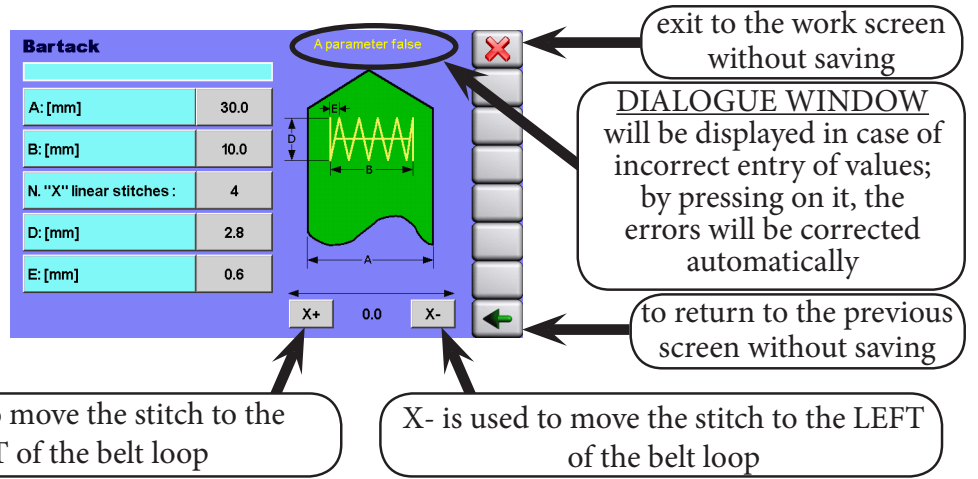 Bartack
A parameter false
A: [mm] 30.0
B: [mm] 10.0
N. "X" linear stitches : 4
D: [mm] 2.8
E: [mm] 0.6
E
D
B
A
X+ 0.0 X-
exit to the work screen
without saving
DIALOGUE WINDOW
will be displayed in case of
incorrect entry of values;
by pressing on it, the
errors will be corrected
automatically
to return to the previous
screen without saving
move the stitch to the
of the belt loop
X- is used to move the stitch to the LEFT
of the belt loop